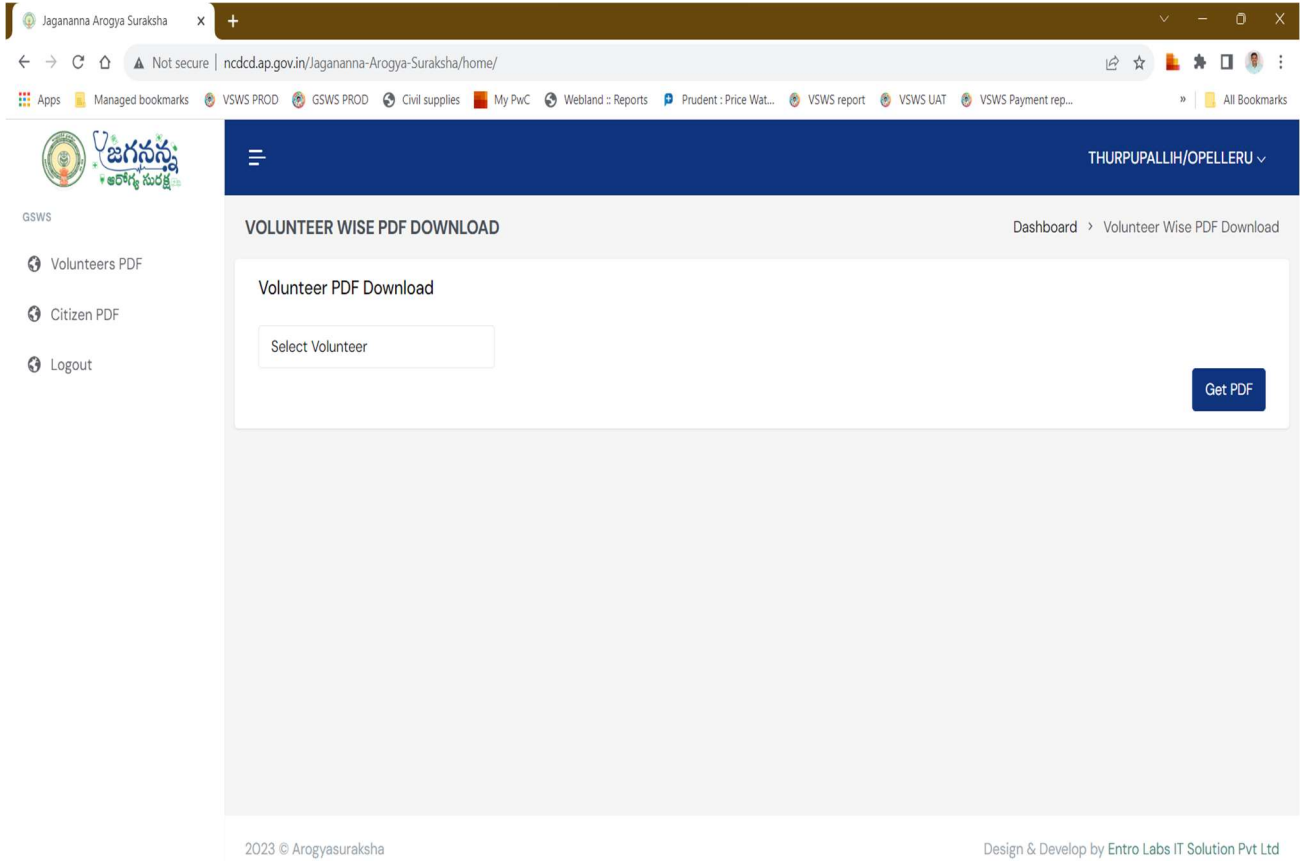 Jagananna Arogya Suraksha
Not secure | ncdcd.ap.gov.in/Jagananna-Arogya-Suraksha/home/
Apps Managed bookmarks VSWS PROD GSWS PROD Civil supplies My PwC Webland :: Reports Prudent : Price Wat... VSWS report VSWS UAT VSWS Payment rep... » All Bookmarks
జగనన్న
ఆరోగ్య సురక్ష
THURPUPALLIH/OPELLERU
GSWS
VOLUNTEER WISE PDF DOWNLOAD
Dashboard > Volunteer Wise PDF Download
Volunteers PDF
Citizen PDF
Logout
Volunteer PDF Download
Select Volunteer
Get PDF
2023 © Arogyasuraksha
Design & Develop by Entro Labs IT Solution Pvt Ltd